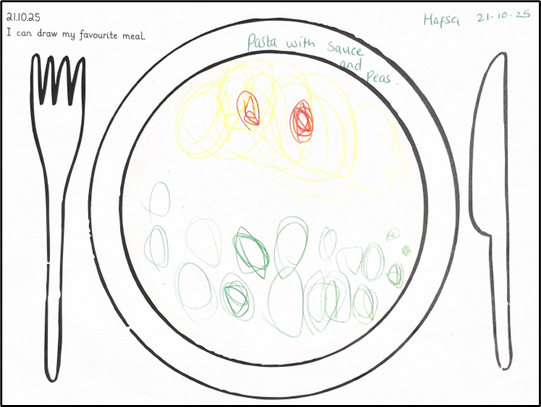 21.10.25
I can draw my favourite meal.
Hafsa 21-10-25
Pasta with sauce
and
Peas.